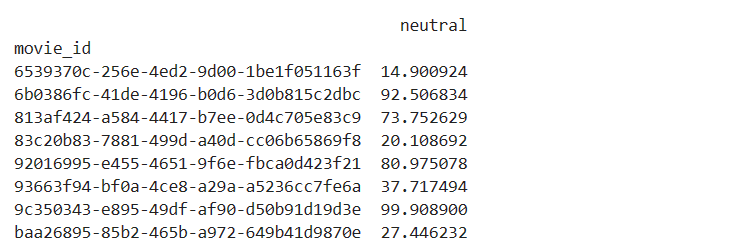 neutral
movie_id
6539370c-256e-4ed2-9d00-1be1f051163f 14.900924
6b0386fc-41de-4196-b0d6-3d0b815c2dbc 92.506834
813af424-a584-4417-b7ee-0d4c705e83c9 73.752629
83c20b83-7881-499d-a40d-cc06b65869f8 20.108692
92016995-e455-4651-9f6e-fbca0d423f21 80.975078
93663f94-bf0a-4ce8-a29a-a5236cc7fe6a 37.717494
9c350343-e895-49df-af90-d50b91d19d3e 99.908900
baa26895-85b2-465b-a972-649b41d9870e 27.446232